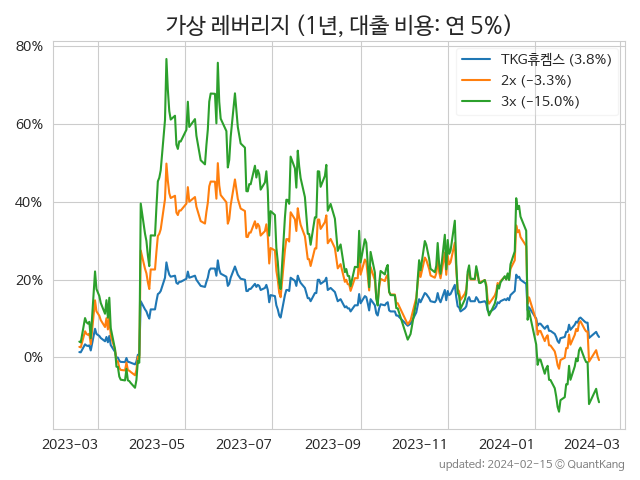 가상 레버리지 (1년, 대출 비용: 연 5%)
80%
60%
40%
20%
0%
TKG휴켐스 (3.8%)
2x (−3.3%)
3x (−15.0%)
2023-03 2023-05 2023-07 2023-09 2023-11 2024-01 2024-03
updated: 2024-02-15 © QuantKang